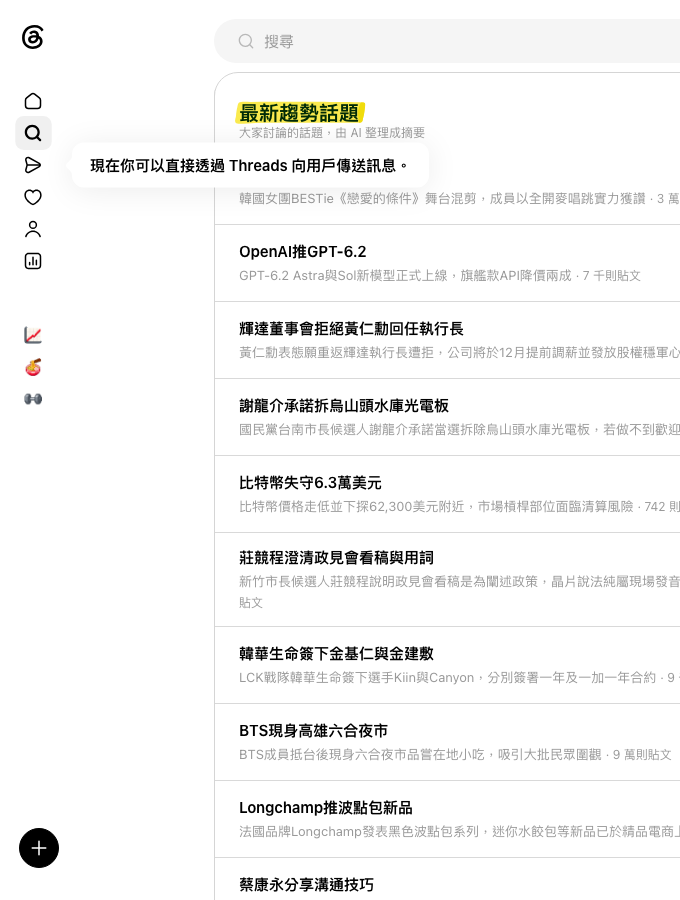 搜尋
最新趨勢話題
大家討論的話題，由 AI 整理成摘要
現在你可以直接透過 Threads 向用戶傳送訊息。
韓國女團BESTie《戀愛的條件》舞台混剪，成員以全開麥唱跳實力獲讚 · 3 萬
OpenAI推GPT-6.2
GPT-6.2 Astra與Sol新模型正式上線，旗艦款API降價兩成 · 7 千則貼文
輝達董事會拒絕黃仁勳回任執行長
黃仁勳表態願重返輝達執行長遭拒，公司將於12月提前調薪並發放股權穩軍心
謝龍介承諾拆烏山頭水庫光電板
國民黨台南市長候選人謝龍介承諾當選拆除烏山頭水庫光電板，若做不到歡迎
比特幣失守6.3萬美元
比特幣價格走低並下探62,300美元附近，市場槓桿部位面臨清算風險 · 742 則
莊競程澄清政見會看稿與用詞
新竹市長候選人莊競程說明政見會看稿是為闡述政策，晶片說法純屬現場發音
貼文
韓華生命簽下金基仁與金建敷
LCK戰隊韓華生命簽下選手Kiin與Canyon，分別簽署一年及一加一年合約 · 9
BTS現身高雄六合夜市
BTS成員抵台後現身六合夜市品嘗在地小吃，吸引大批民眾圍觀 · 9 萬則貼文
Longchamp推波點包新品
法國品牌Longchamp發表黑色波點包系列，迷你水餃包等新品已於精品電商上
蔡康永分享溝通技巧